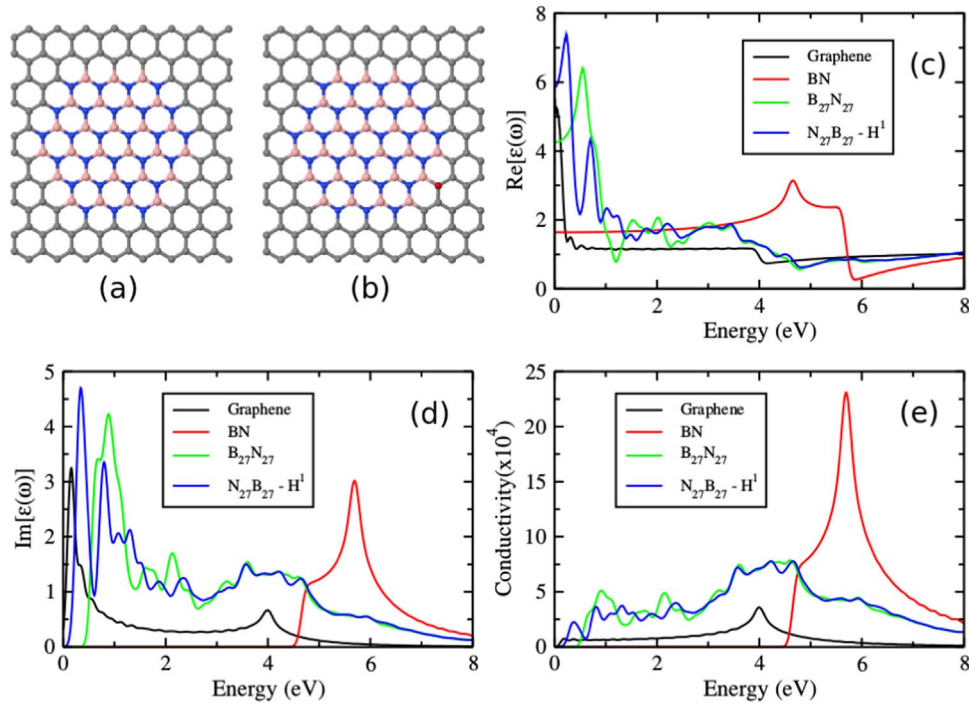 (a)
(b)
(c)
Graphene
BN
B₂₇N₂₇
N₂₇B₂₇ - H¹
Re[ε(ω)]
8
6
4
2
0
0 2 4 6 8
Energy (eV)
(d)
Graphene
BN
B₂₇N₂₇
N₂₇B₂₇ - H¹
Im[ε(ω)]
5
4
3
2
1
0
0 2 4 6 8
Energy (eV)
(e)
Graphene
BN
B₂₇N₂₇
N₂₇B₂₇ - H¹
Conductivity(x10⁴)
25
20
15
10
5
0
0 2 4 6 8
Energy (eV)